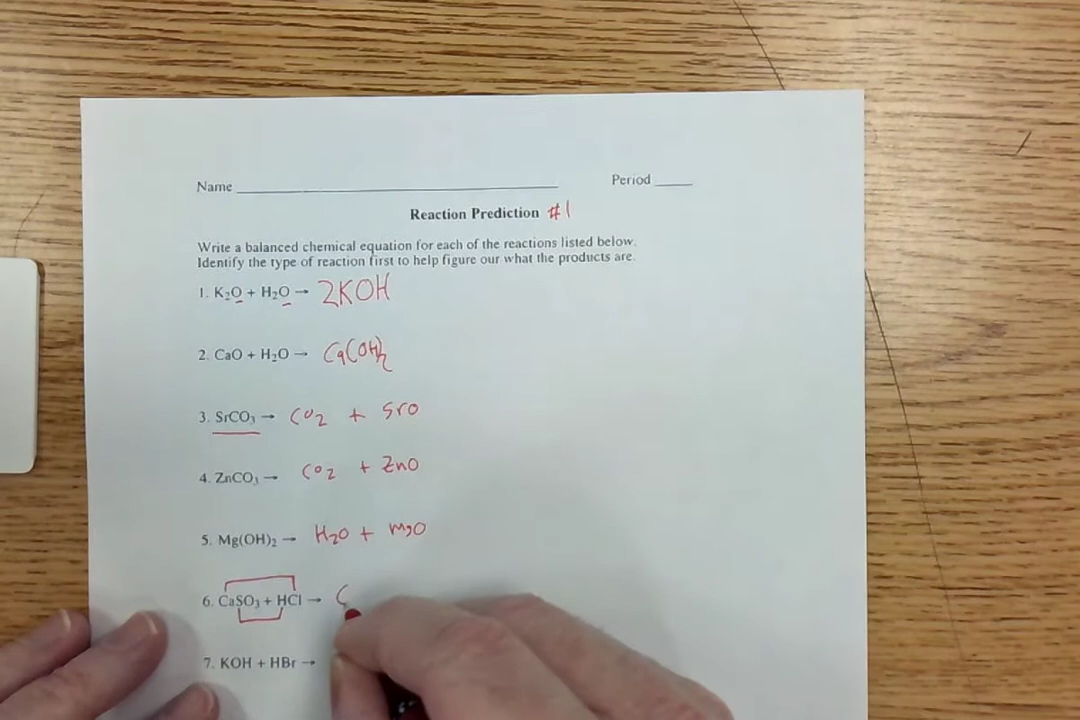 Name ____________ Period ____
Reaction Prediction #1
Write a balanced chemical equation for each of the reactions listed below.
Identify the type of reaction first to help figure our what the products are.
1. K₂O + H₂O → 2KOH
2. CaO + H₂O → Ca(OH)₂
3. SrCO₃ → CO₂ + SrO
4. ZnCO₃ → CO₂ + ZnO
5. Mg(OH)₂ → H₂O + MgO
6. CaSO₃ + HCl → C
7. KOH + HBr →